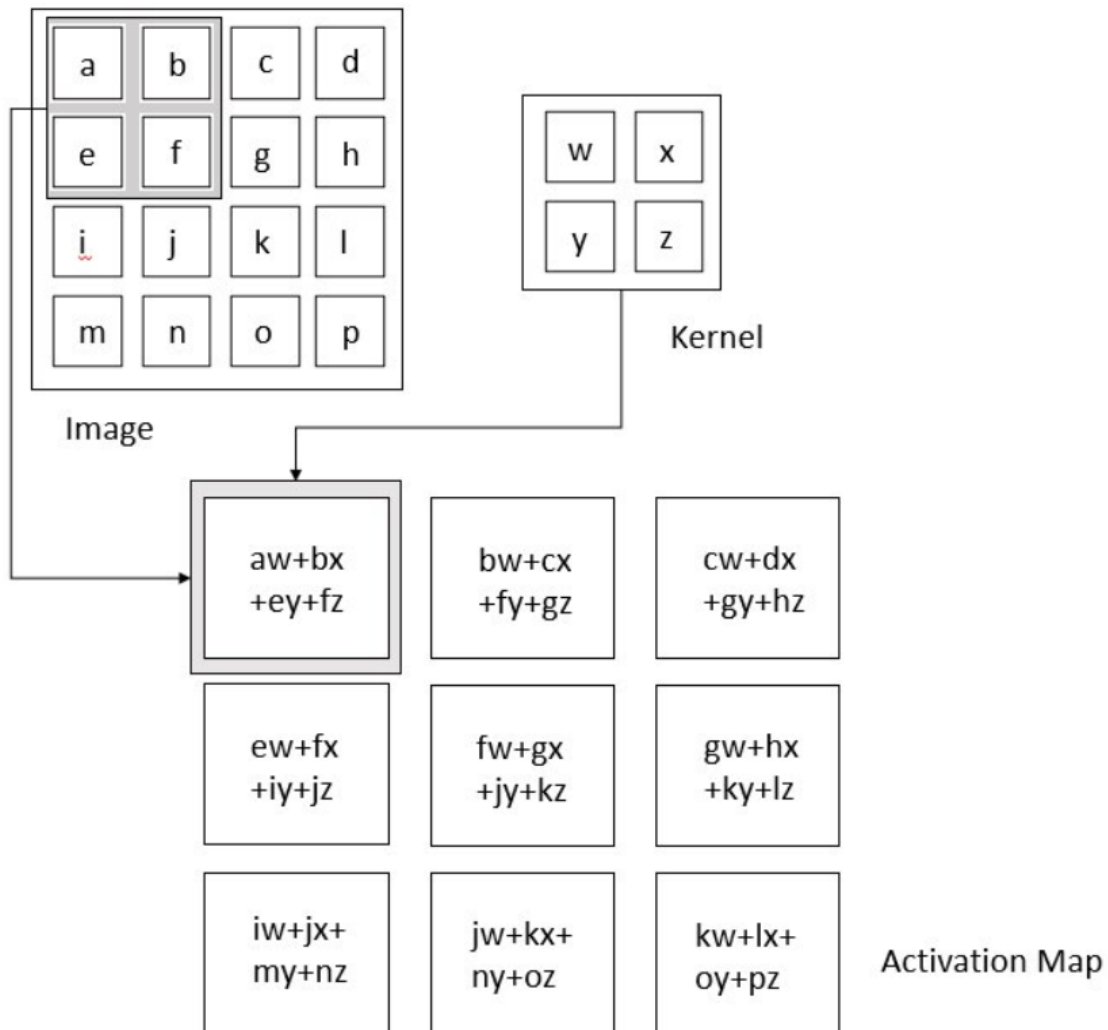 a b c d
e f g h
w x
i j k l
y z
m n o p
Kernel
Image
aw+bx
+ey+fz
bw+cx
+fy+gz
cw+dx
+gy+hz
ew+fx
+iy+jz
fw+gx
+jy+kz
gw+hx
+ky+lz
iw+jx+
my+nz
jw+kx+
ny+oz
kw+lx+
oy+pz
Activation Map